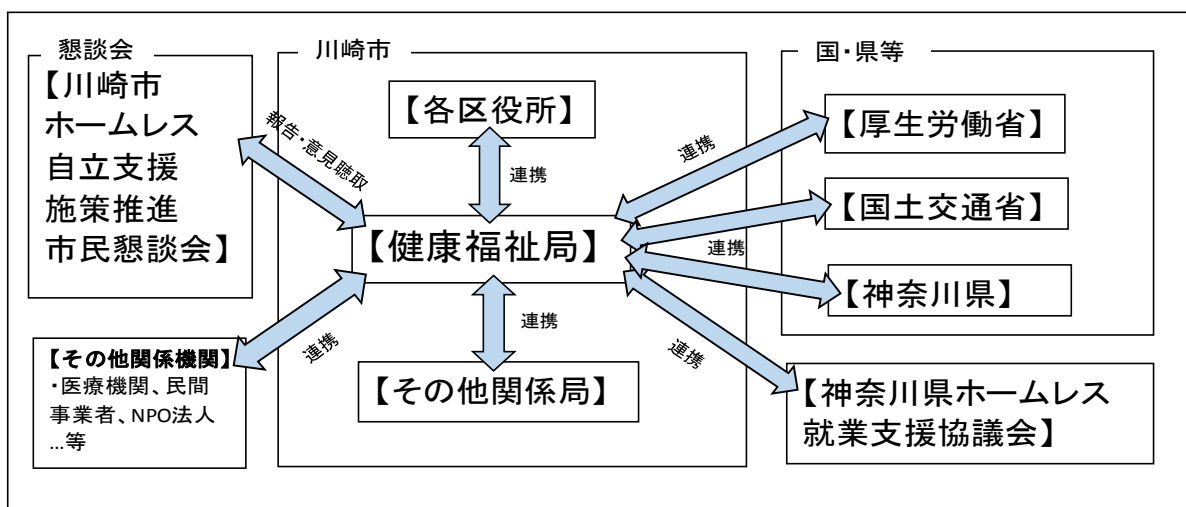 懇談会
【川崎市
ホームレス
自立支援
施策推進
市民懇談会】
報告・意見聴取
【その他関係機関】
・医療機関、民間
事業者、NPO法人
…等
連携
川崎市
【各区役所】
連携
【健康福祉局】
連携
【その他関係局】
国・県等
連携
【厚生労働省】
【国土交通省】
連携
【神奈川県】
連携
【神奈川県ホームレス
就業支援協議会】